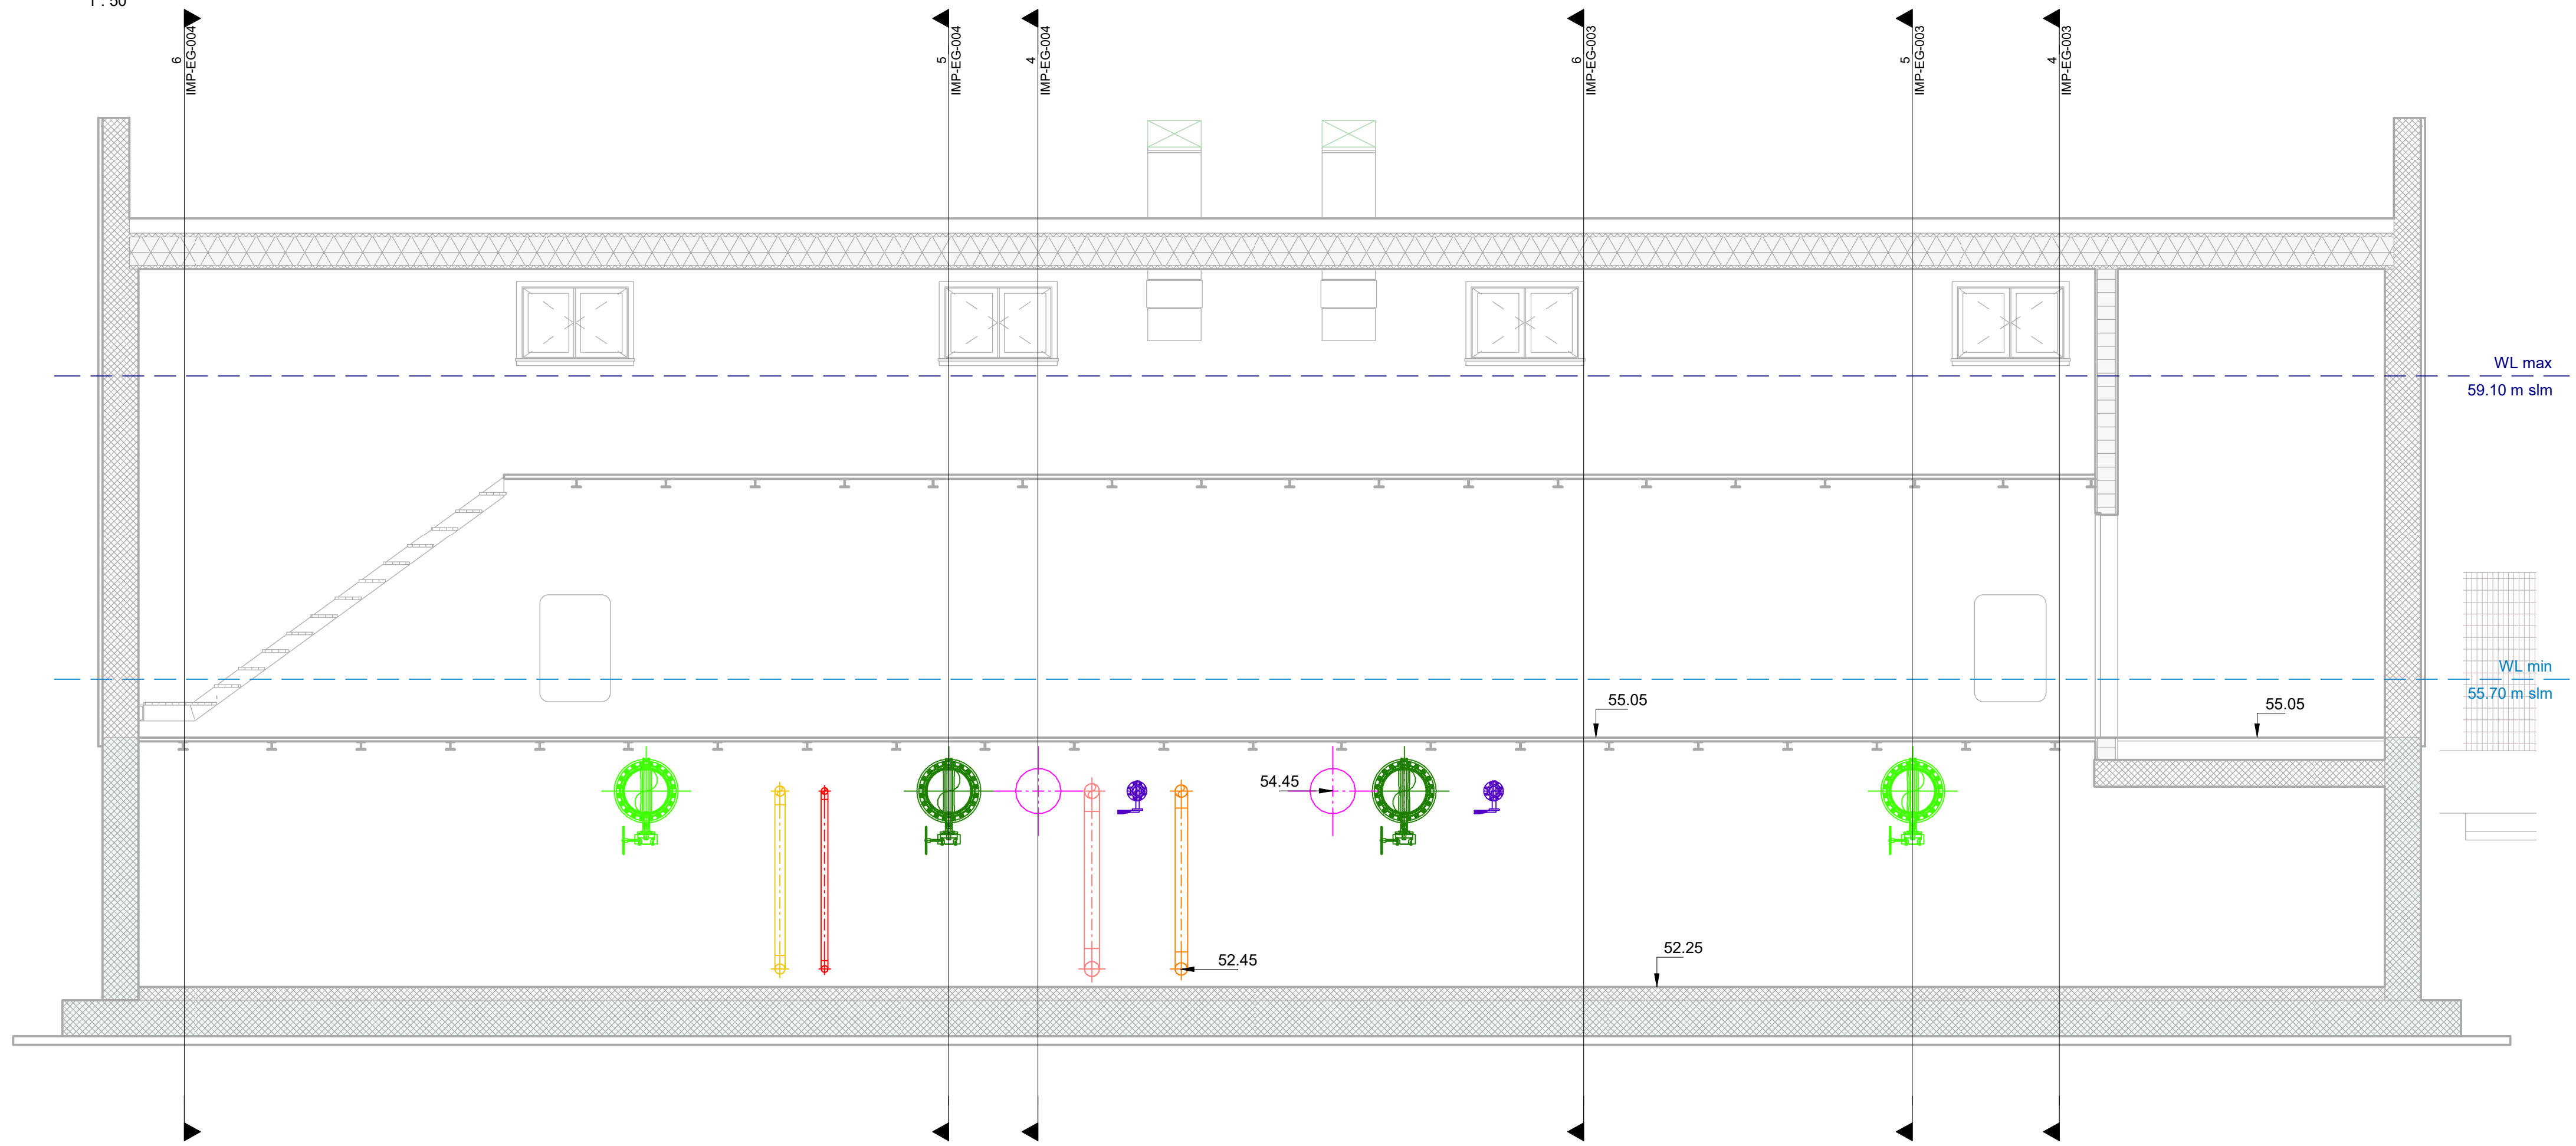 1 : 50
6
IMP-EG-004
5
IMP-EG-004
4
IMP-EG-004
6
IMP-EG-003
5
IMP-EG-003
4
IMP-EG-003
WL max
59.10 m slm
WL min
55.70 m slm
55.05
55.05
54.45
52.45
52.25